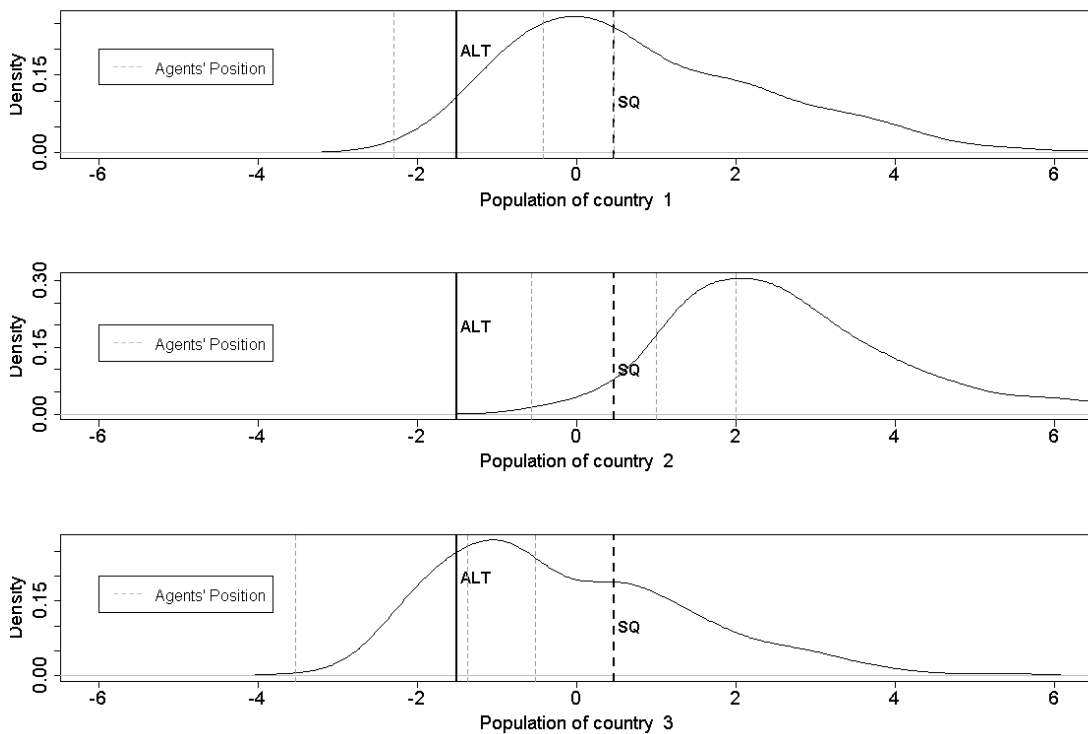 Density
0.15
0.00
Agents' Position
ALT
SQ
-6 -4 -2 0 2 4 6
Population of country 1
Density
0.30
0.15
0.00
Agents' Position
ALT
SQ
-6 -4 -2 0 2 4 6
Population of country 2
Density
0.15
0.00
Agents' Position
ALT
SQ
-6 -4 -2 0 2 4 6
Population of country 3